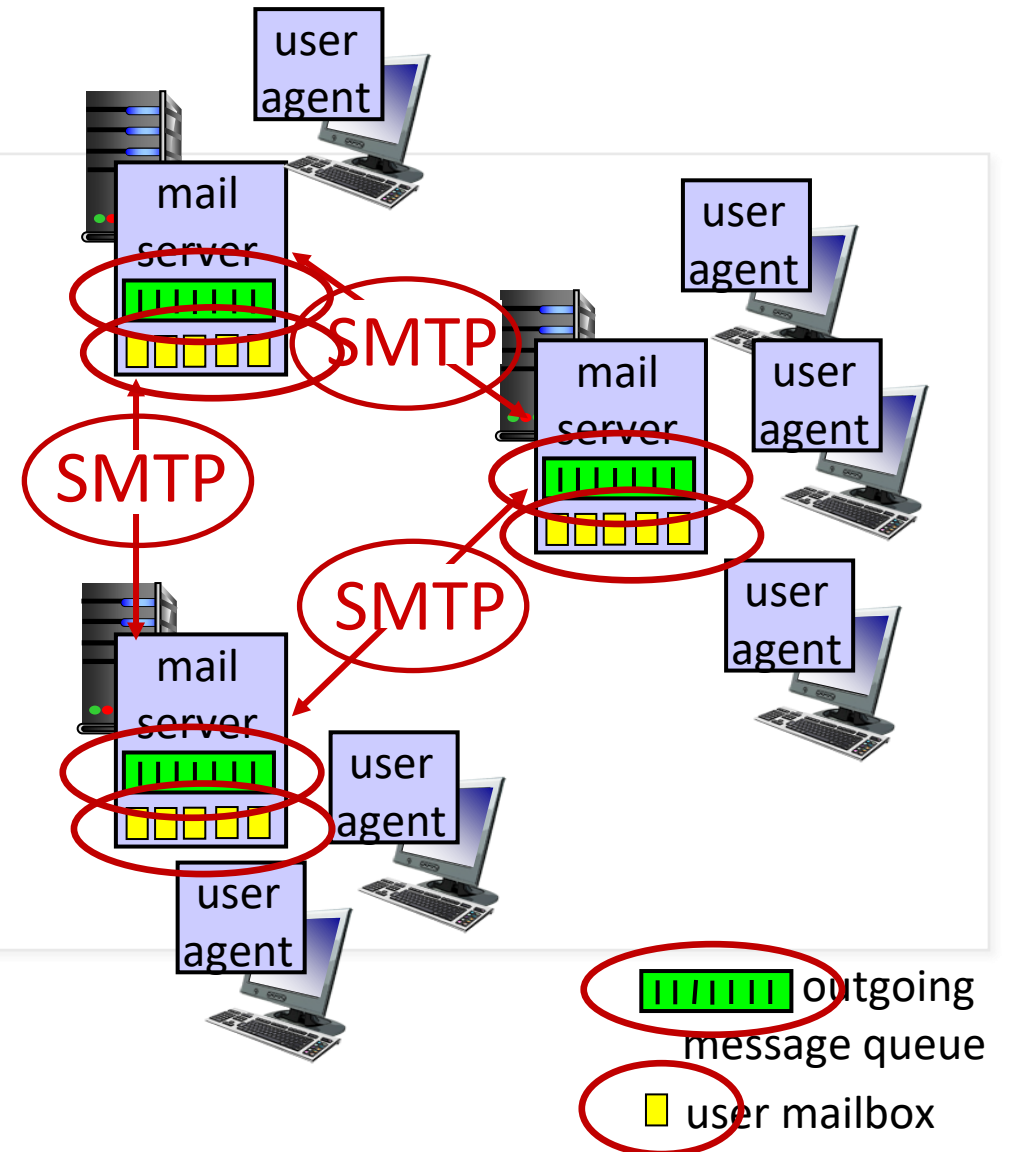 user
agent
mail
server
SMTP
user
agent
mail
server
user
agent
SMTP
SMTP
user
agent
mail
server
user
agent
user
agent
outgoing
message queue
user mailbox